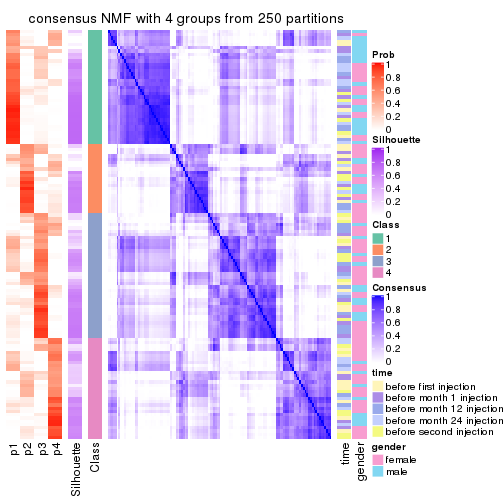 consensus NMF with 4 groups from 250 partitions
Prob
1
0.8
0.6
0.4
0.2
0
Silhouette
1
0.8
0.6
0.4
0.2
0
Class
1
2
3
4
Consensus
1
0.8
0.6
0.4
0.2
0
time
before first injection
before month 1 injection
before month 12 injection
before month 24 injection
before second injection
gender
female
male
p1
p2
p3
p4
Silhouette
Class
time
gender